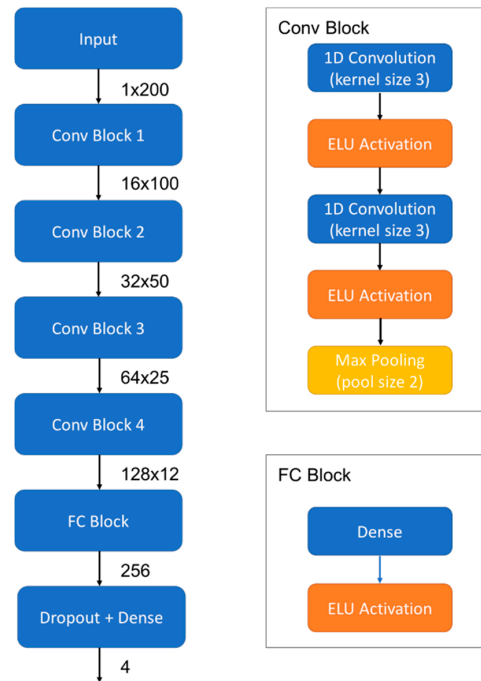 Input
1x200
Conv Block 1
16x100
Conv Block 2
32x50
Conv Block 3
64x25
Conv Block 4
128x12
FC Block
256
Dropout + Dense
4
Conv Block
1D Convolution
(kernel size 3)
ELU Activation
1D Convolution
(kernel size 3)
ELU Activation
Max Pooling
(pool size 2)
FC Block
Dense
ELU Activation